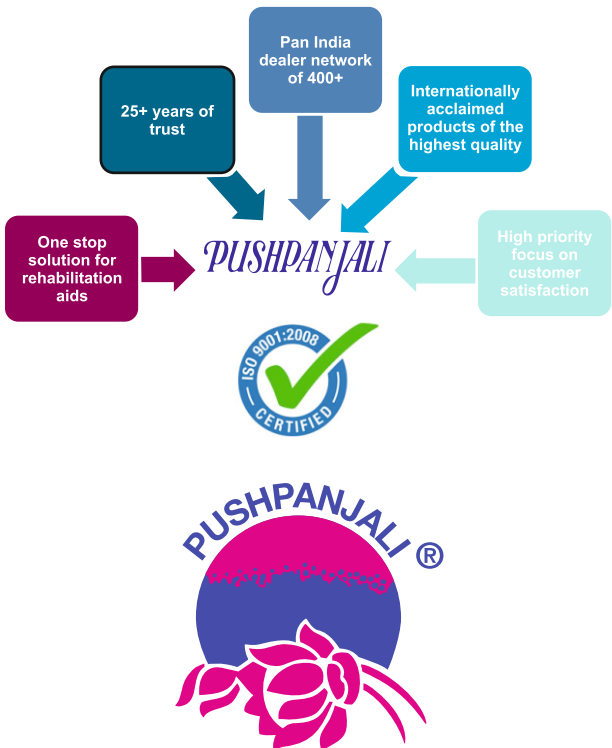 Pan India
dealer network
of 400+
25+ years of
trust
Internationally
acclaimed
products of the
highest quality
One stop
solution for
rehabilitation
aids
PUSHPANJALI
High priority
focus on
customer
satisfaction
ISO 9001:2008
CERTIFIED
PUSHPANJALI ®